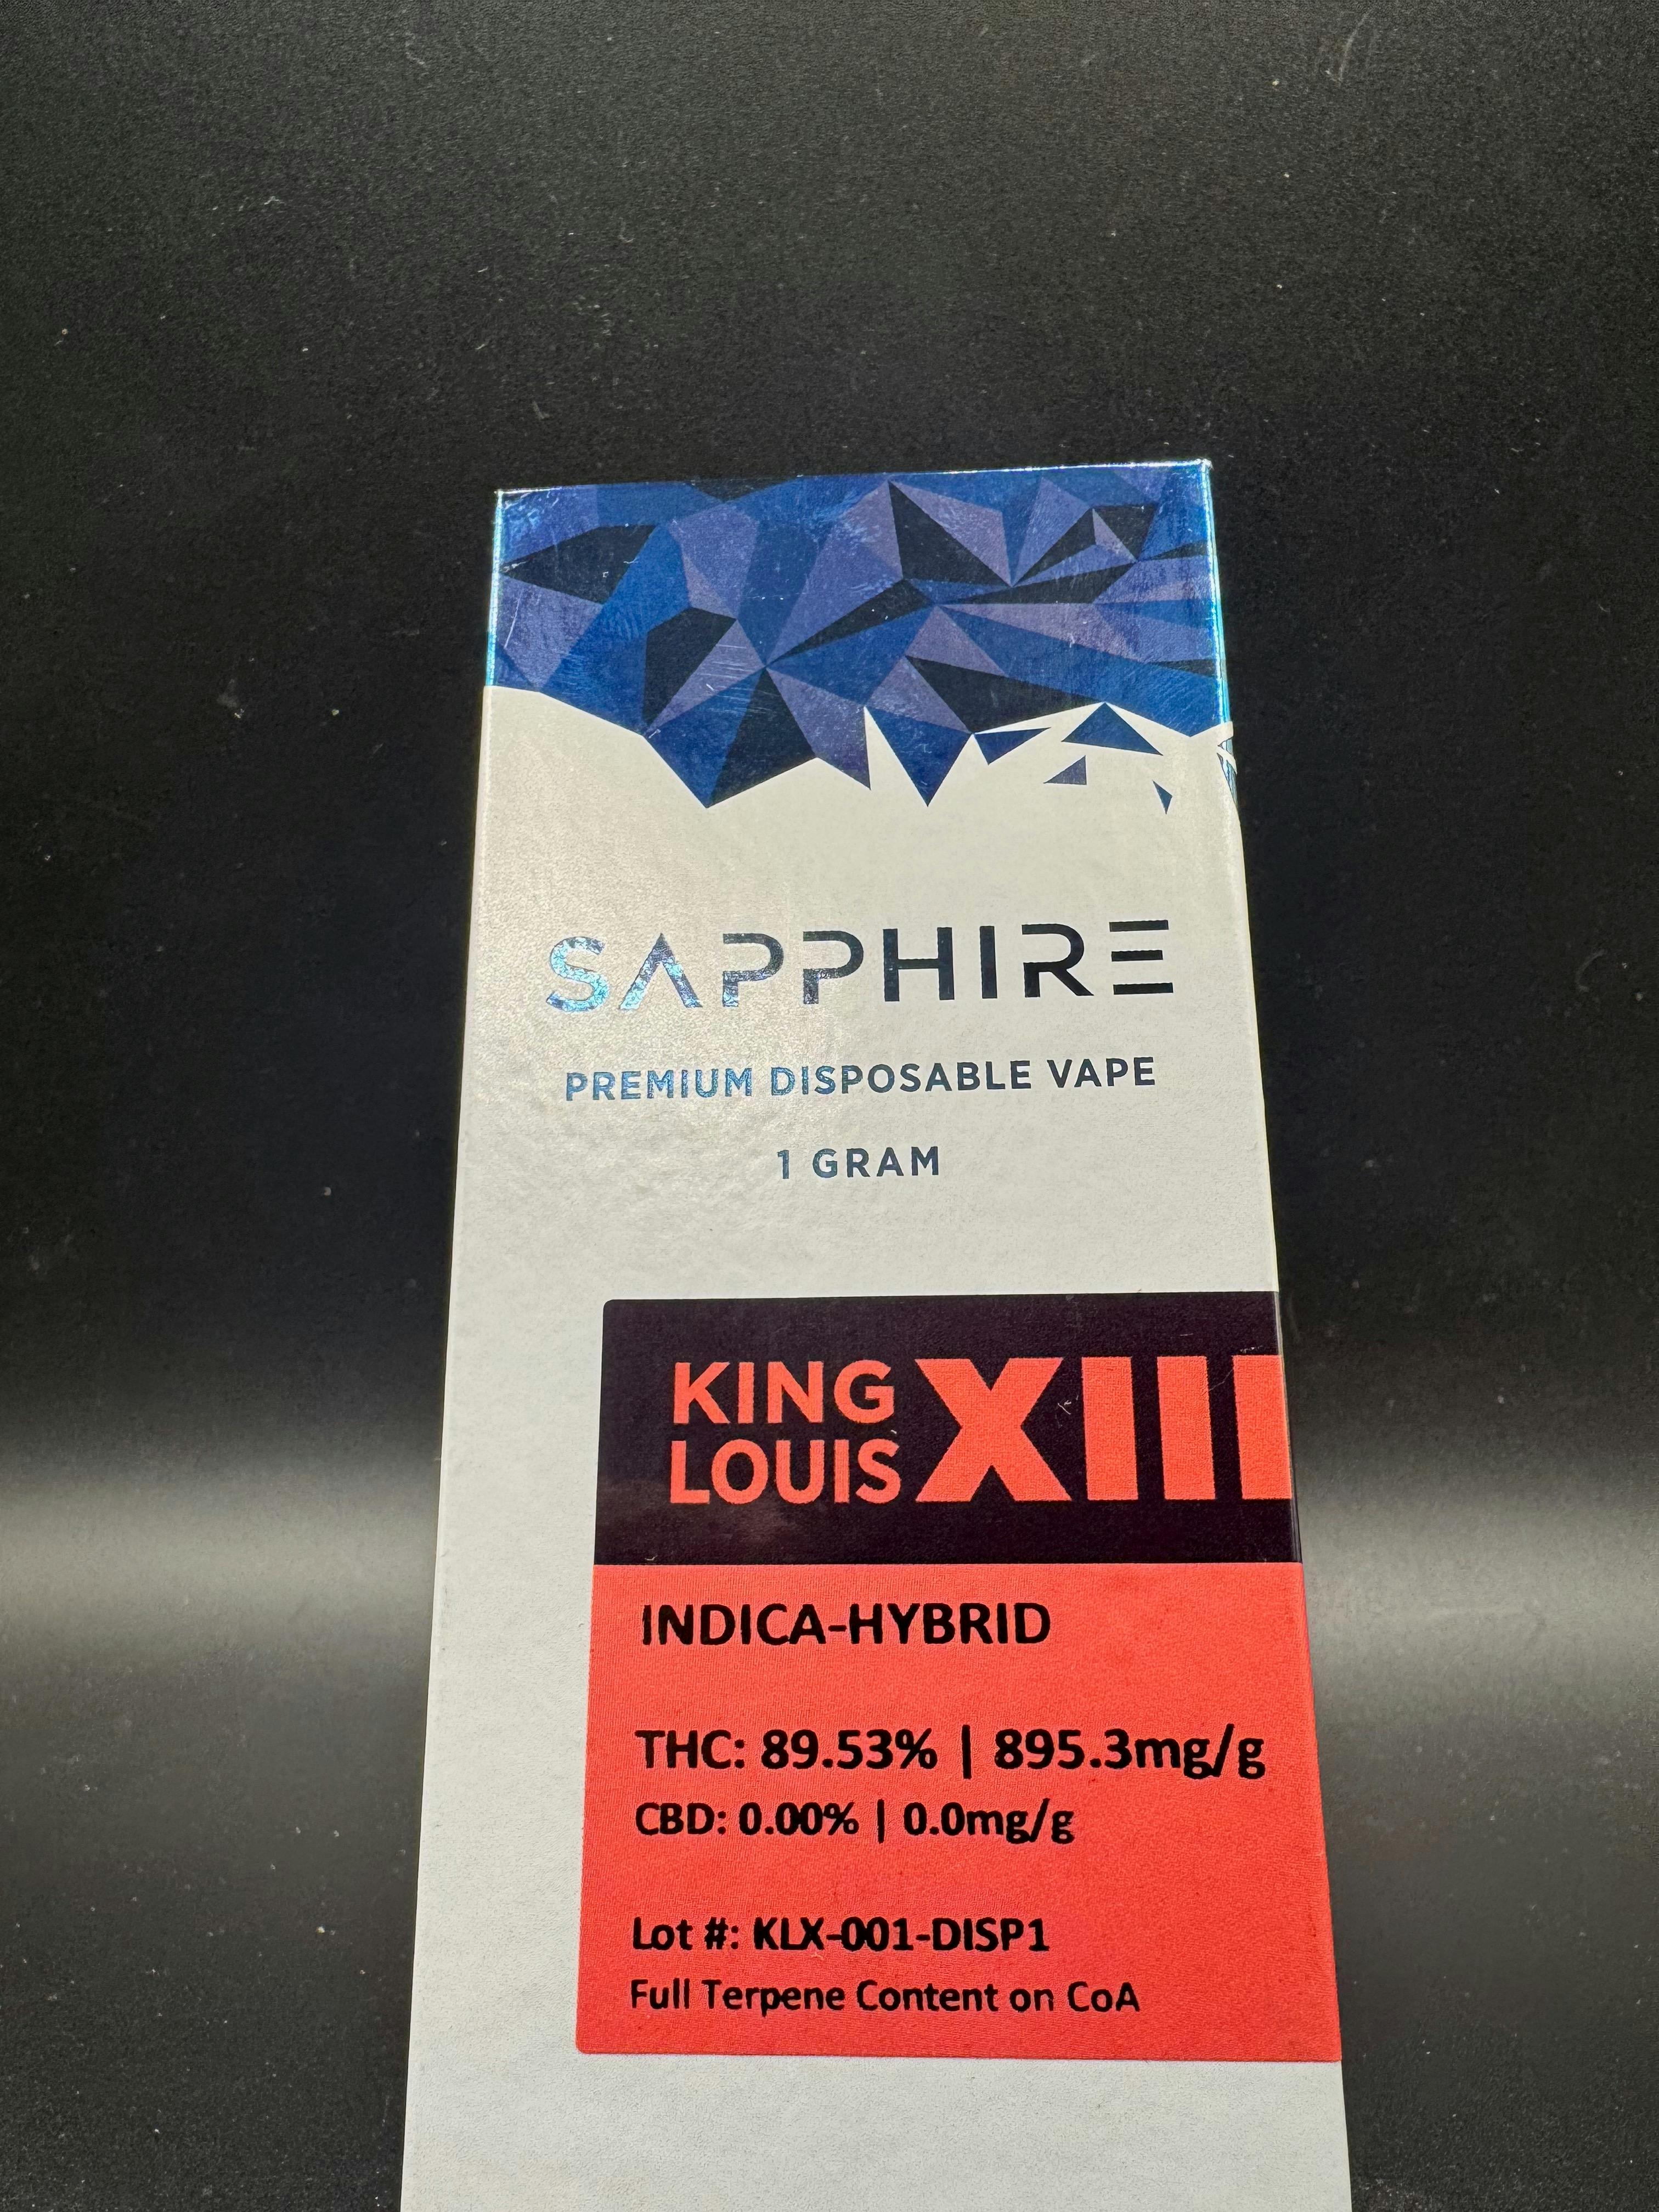 SAPPHIRE
PREMIUM DISPOSABLE VAPE
1 GRAM
KING
LOUIS XIII
INDICA-HYBRID
THC: 89.53% | 895.3mg/g
CBD: 0.00% | 0.0mg/g
Lot #: KLX-001-DISP1
Full Terpene Content on CoA